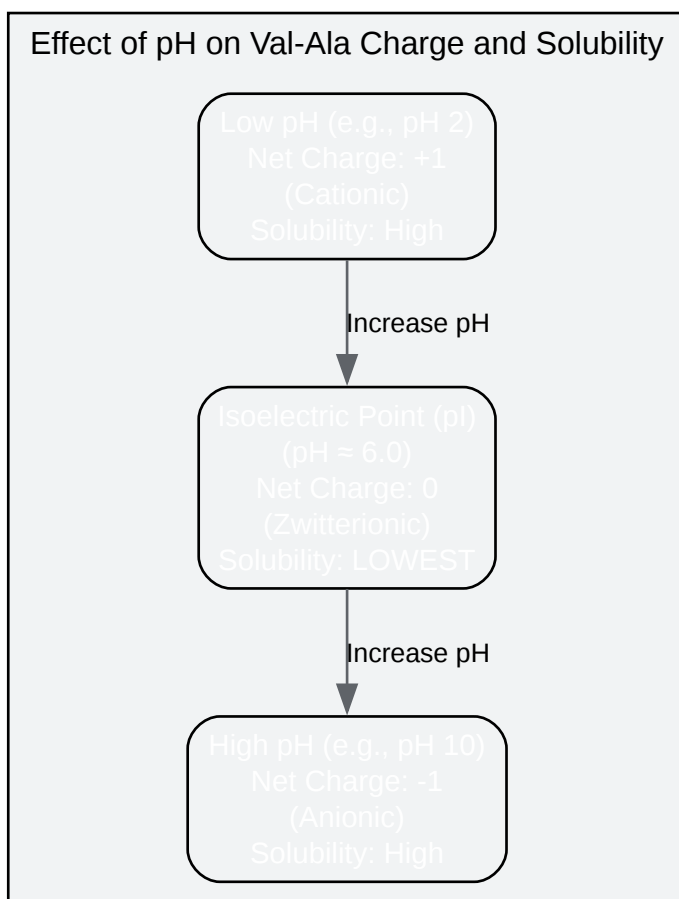 Effect of pH on Val-Ala Charge and Solubility
Low pH (e.g., pH 2)
Net Charge: +1
(Cationic)
Solubility: High
Increase pH
Isoelectric Point (pI)
(pH ≈ 6.0)
Net Charge: 0
(Zwitterionic)
Solubility: LOWEST
Increase pH
High pH (e.g., pH 10)
Net Charge: -1
(Anionic)
Solubility: High